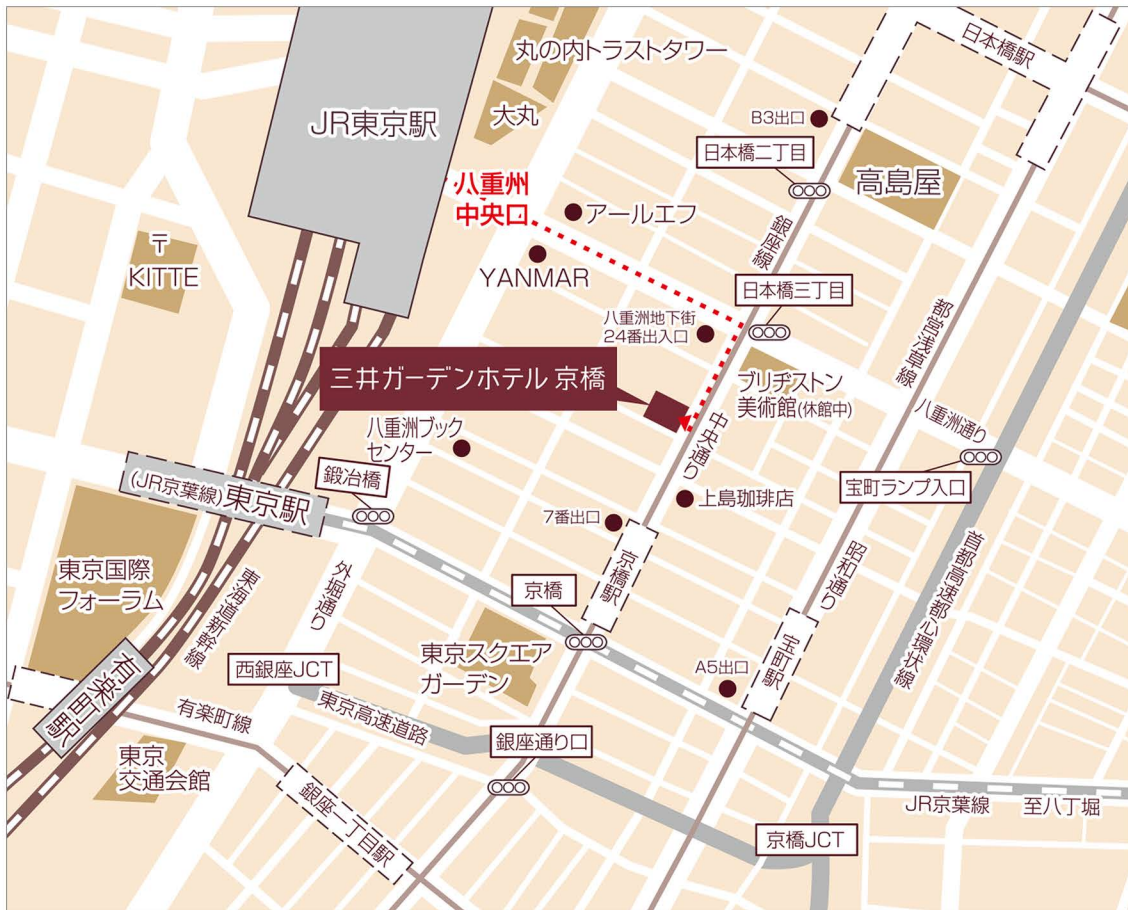 丸の内トラストタワー
日本橋駅
JR東京駅
大丸
B3出口
日本橋二丁目
高島屋
八重州
中央口
アールエフ
銀座線
〒
KITTE
YANMAR
日本橋三丁目
八重洲地下街
24番出入口
都営浅草線
三井ガーデンホテル 京橋
ブリヂストン
美術館(休館中)
八重洲通り
八重洲ブック
センター
中央通り
鍛冶橋
(JR京葉線)東京駅
宝町ランプ入口
上島珈琲店
7番出口
東京国際
フォーラム
東海道新幹線
外堀通り
京橋
京橋駅
昭和通り
首都高速都心環状線
東京スクエア
ガーデン
西銀座JCT
宝町駅
A5出口
有楽町駅
有楽町線
東京高速道路
銀座通り口
東京
交通会館
銀座一丁目駅
JR京葉線
至八丁堀
京橋JCT